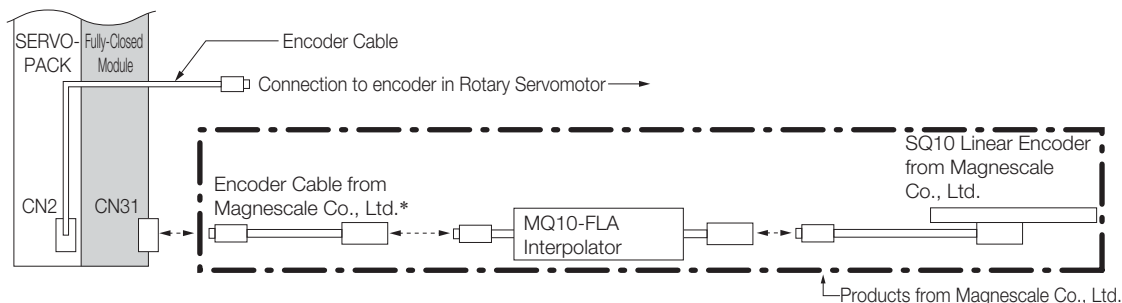 SERVO-
PACK
Fully-Closed
Module
Encoder Cable
Connection to encoder in Rotary Servomotor
CN2
CN31
Encoder Cable from
Magnescale Co., Ltd.*
MQ10-FLA
Interpolator
SQ10 Linear Encoder
from Magnescale
Co., Ltd.
Products from Magnescale Co., Ltd.